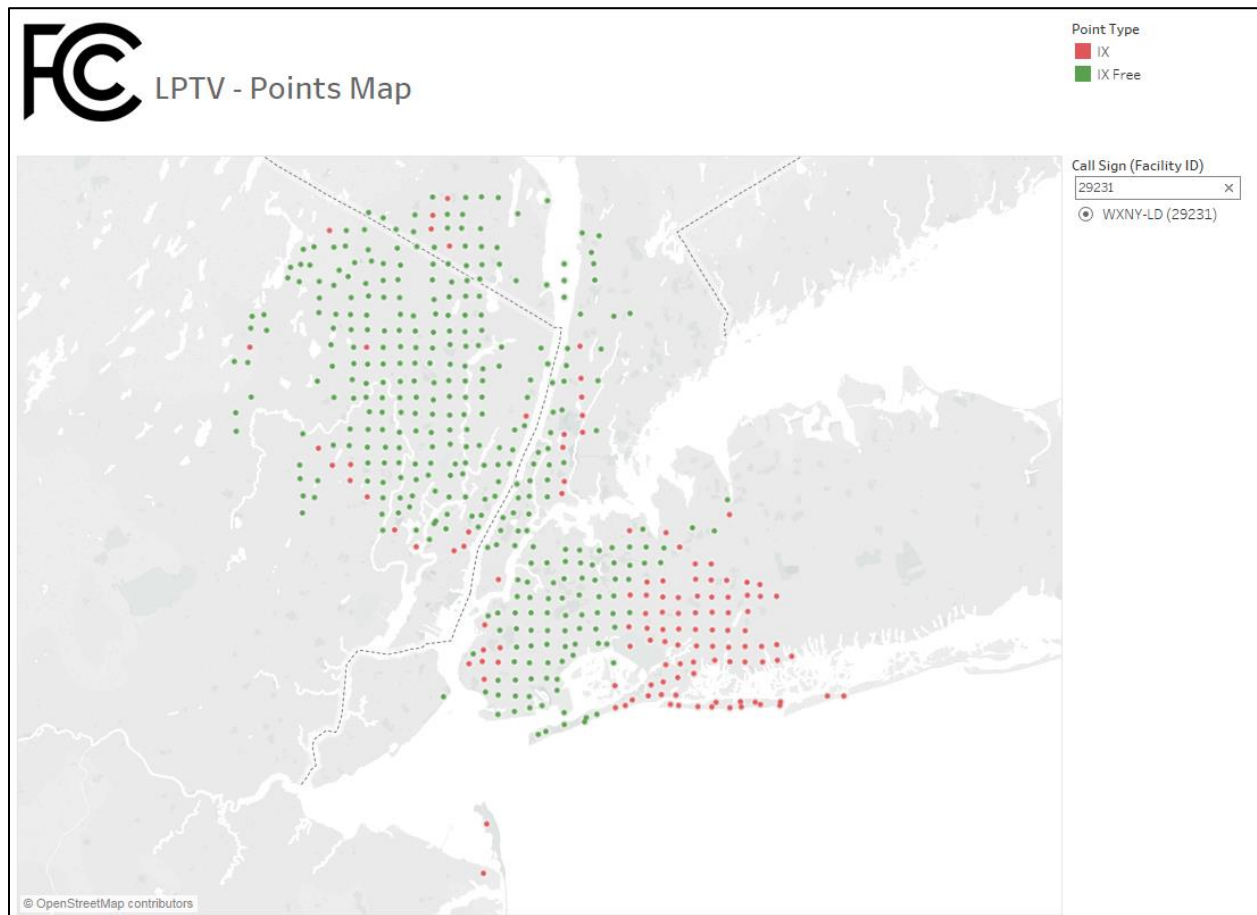 FCC
LPTV - Points Map
Point Type
IX
IX Free
Call Sign (Facility ID)
29231
WXNY-LD (29231)
© OpenStreetMap contributors